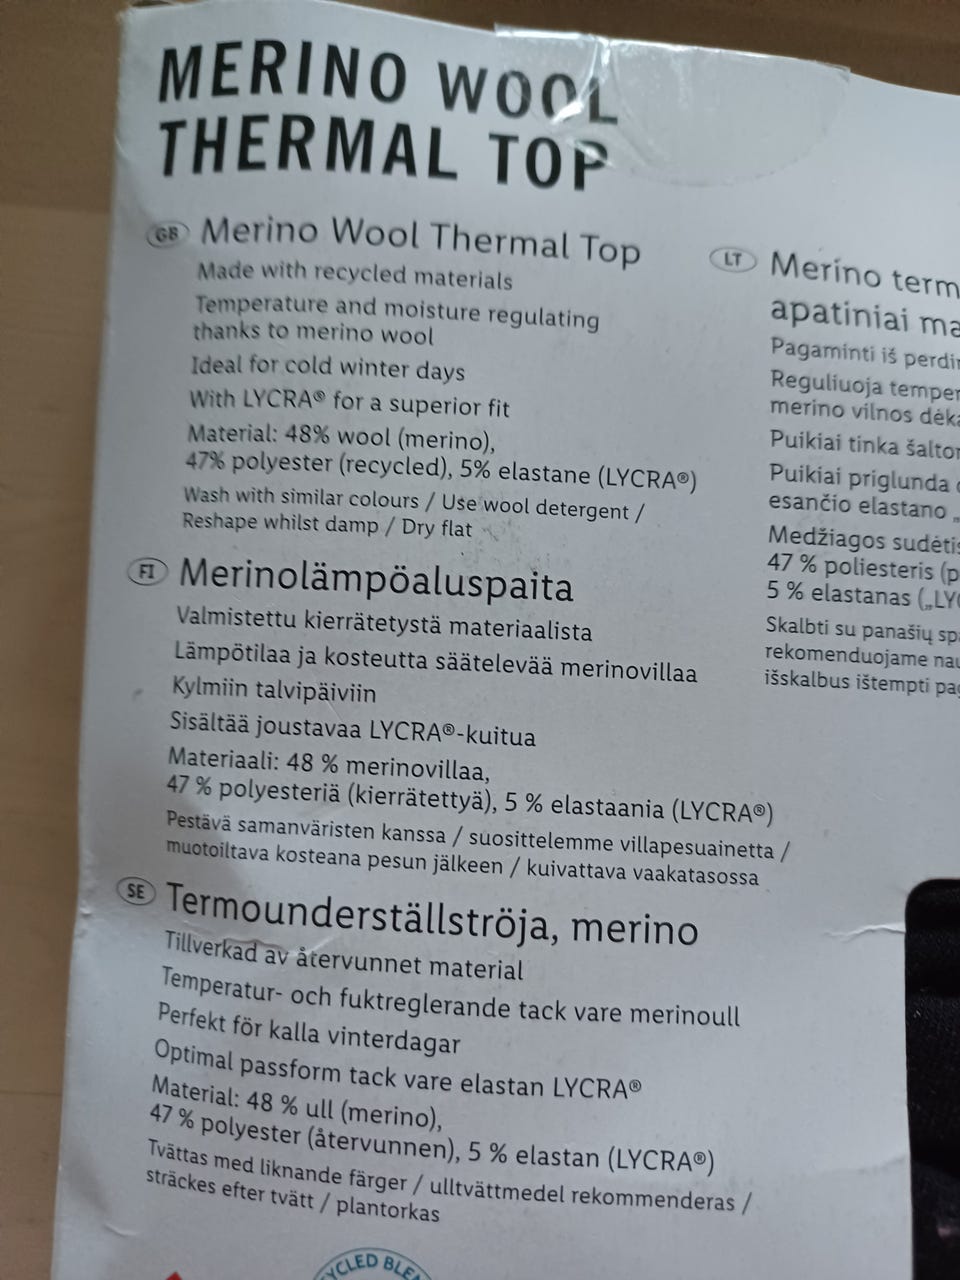 MERINO WOOL
THERMAL TOP
GB Merino Wool Thermal Top
Made with recycled materials
Temperature and moisture regulating
thanks to merino wool
Ideal for cold winter days
With LYCRA® for a superior fit
Material: 48% wool (merino),
47% polyester (recycled), 5% elastane (LYCRA®)
Wash with similar colours / Use wool detergent /
Reshape whilst damp / Dry flat
FI Merinolämpöaluspaita
Valmistettu kierrätetystä materiaalista
Lämpötilaa ja kosteutta säätelevää merinovillaa
Kylmiin talvipäiviin
Sisältää joustavaa LYCRA®-kuitua
Materiaali: 48 % merinovillaa,
47 % polyesteriä (kierrätettyä), 5 % elastaania (LYCRA®)
Pestävä samanväristen kanssa / suosittelemme villapesuainetta /
muotoiltava kosteana pesun jälkeen / kuivattava vaakatasossa
SE Termounderställströja, merino
Tillverkad av återvunnet material
Temperatur- och fuktreglerande tack vare merinoull
Perfekt för kalla vinterdagar
Optimal passform tack vare elastan LYCRA®
Material: 48 % ull (merino),
47 % polyester (återvunnen), 5 % elastan (LYCRA®)
Tvättas med liknande färger / ulltvättmedel rekommenderas /
sträckes efter tvätt / plantorkas
LT Merino term
apatiniai ma
Pagaminti iš perdir
Reguliuoja temper
merino vilnos dėka
Puikiai tinka šaltor
Puikiai priglunda
esančio elastano „
Medžiagos sudėtis
47 % poliesteris (p
5 % elastanas („LYC
Skalbti su panašių sp
rekomenduojame nau
išskalbus ištempti pag
YCLED BLEN